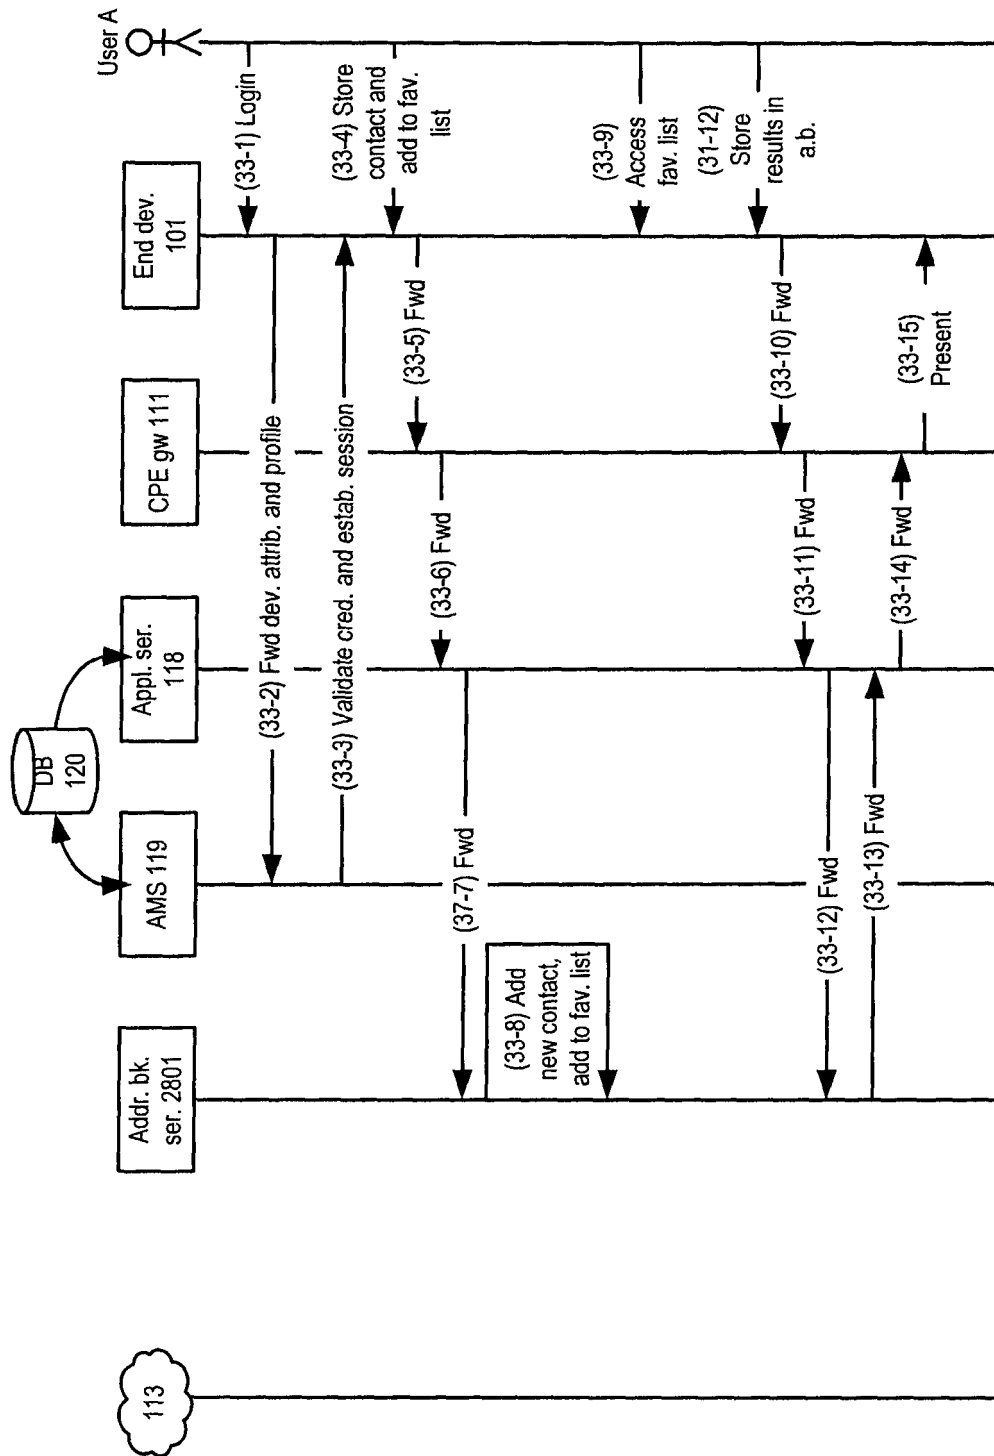 User A
End dev.
101
CPE gw 111
Appl. ser.
118
DB
120
AMS 119
Addr. bk.
ser. 2801
113
(33-1) Login
(33-2) Fwd dev. attrib. and profile
(33-3) Validate cred. and estab. session
(33-4) Store
contact and
add to fav.
list
(33-5) Fwd
(33-6) Fwd
(37-7) Fwd
(33-8) Add
new contact,
add to fav. list
(33-9)
Access
fav. list
(31-12)
Store
results in
a.b.
(33-10) Fwd
(33-11) Fwd
(33-12) Fwd
(33-13) Fwd
(33-14) Fwd
(33-15)
Present